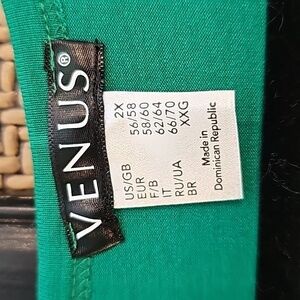 VENUS®
US/GB 2X
EUR 56/58
F/B 58/60
IT 62/64
RU/UA 66/70
BR XXG
Made in
Dominican Republic